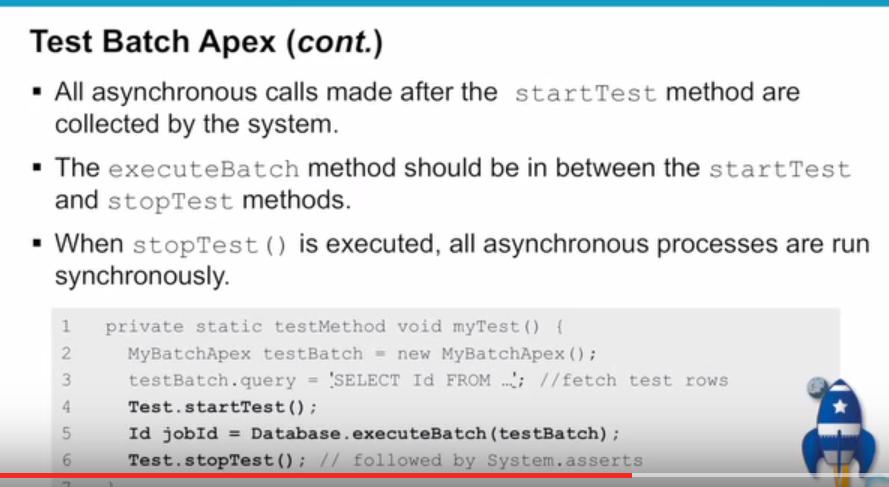 Test Batch Apex (cont.)
▪ All asynchronous calls made after the startTest method are
collected by the system.
▪ The executeBatch method should be in between the startTest
and stopTest methods.
▪ When stopTest() is executed, all asynchronous processes are run
synchronously.
1 private static testMethod void myTest() {
2 MyBatchApex testBatch = new MyBatchApex();
3 testBatch.query = 'SELECT Id FROM …'; //fetch test rows
4 Test.startTest();
5 Id jobId = Database.executeBatch(testBatch);
6 Test.stopTest(); // followed by System.asserts